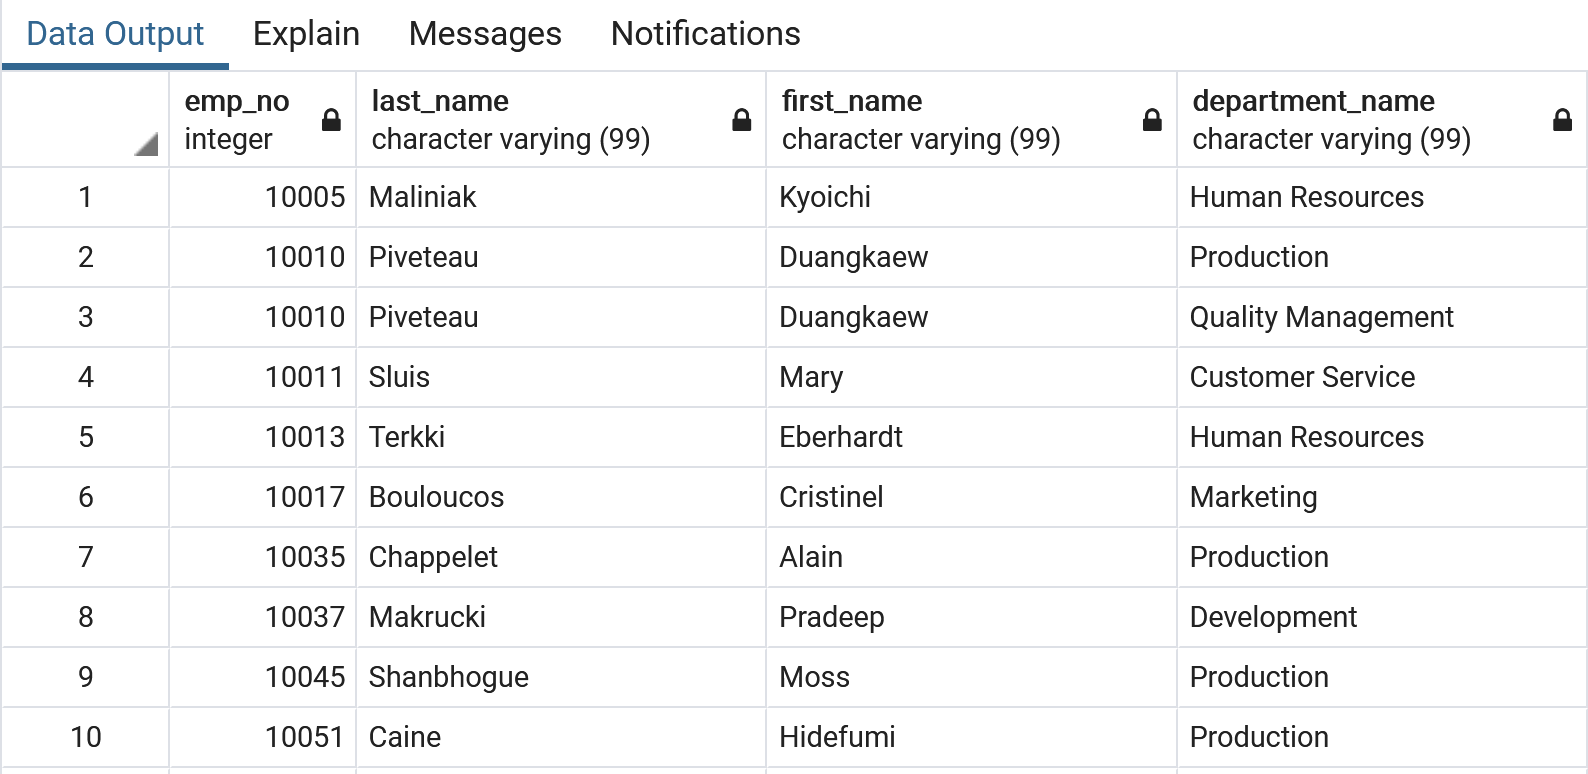 Data Output Explain Messages Notifications
emp_no last_name first_name department_name
integer character varying (99) character varying (99) character varying (99)
1 10005 Maliniak Kyoichi Human Resources
2 10010 Piveteau Duangkaew Production
3 10010 Piveteau Duangkaew Quality Management
4 10011 Sluis Mary Customer Service
5 10013 Terkki Eberhardt Human Resources
6 10017 Bouloucos Cristinel Marketing
7 10035 Chappelet Alain Production
8 10037 Makrucki Pradeep Development
9 10045 Shanbhogue Moss Production
10 10051 Caine Hidefumi Production